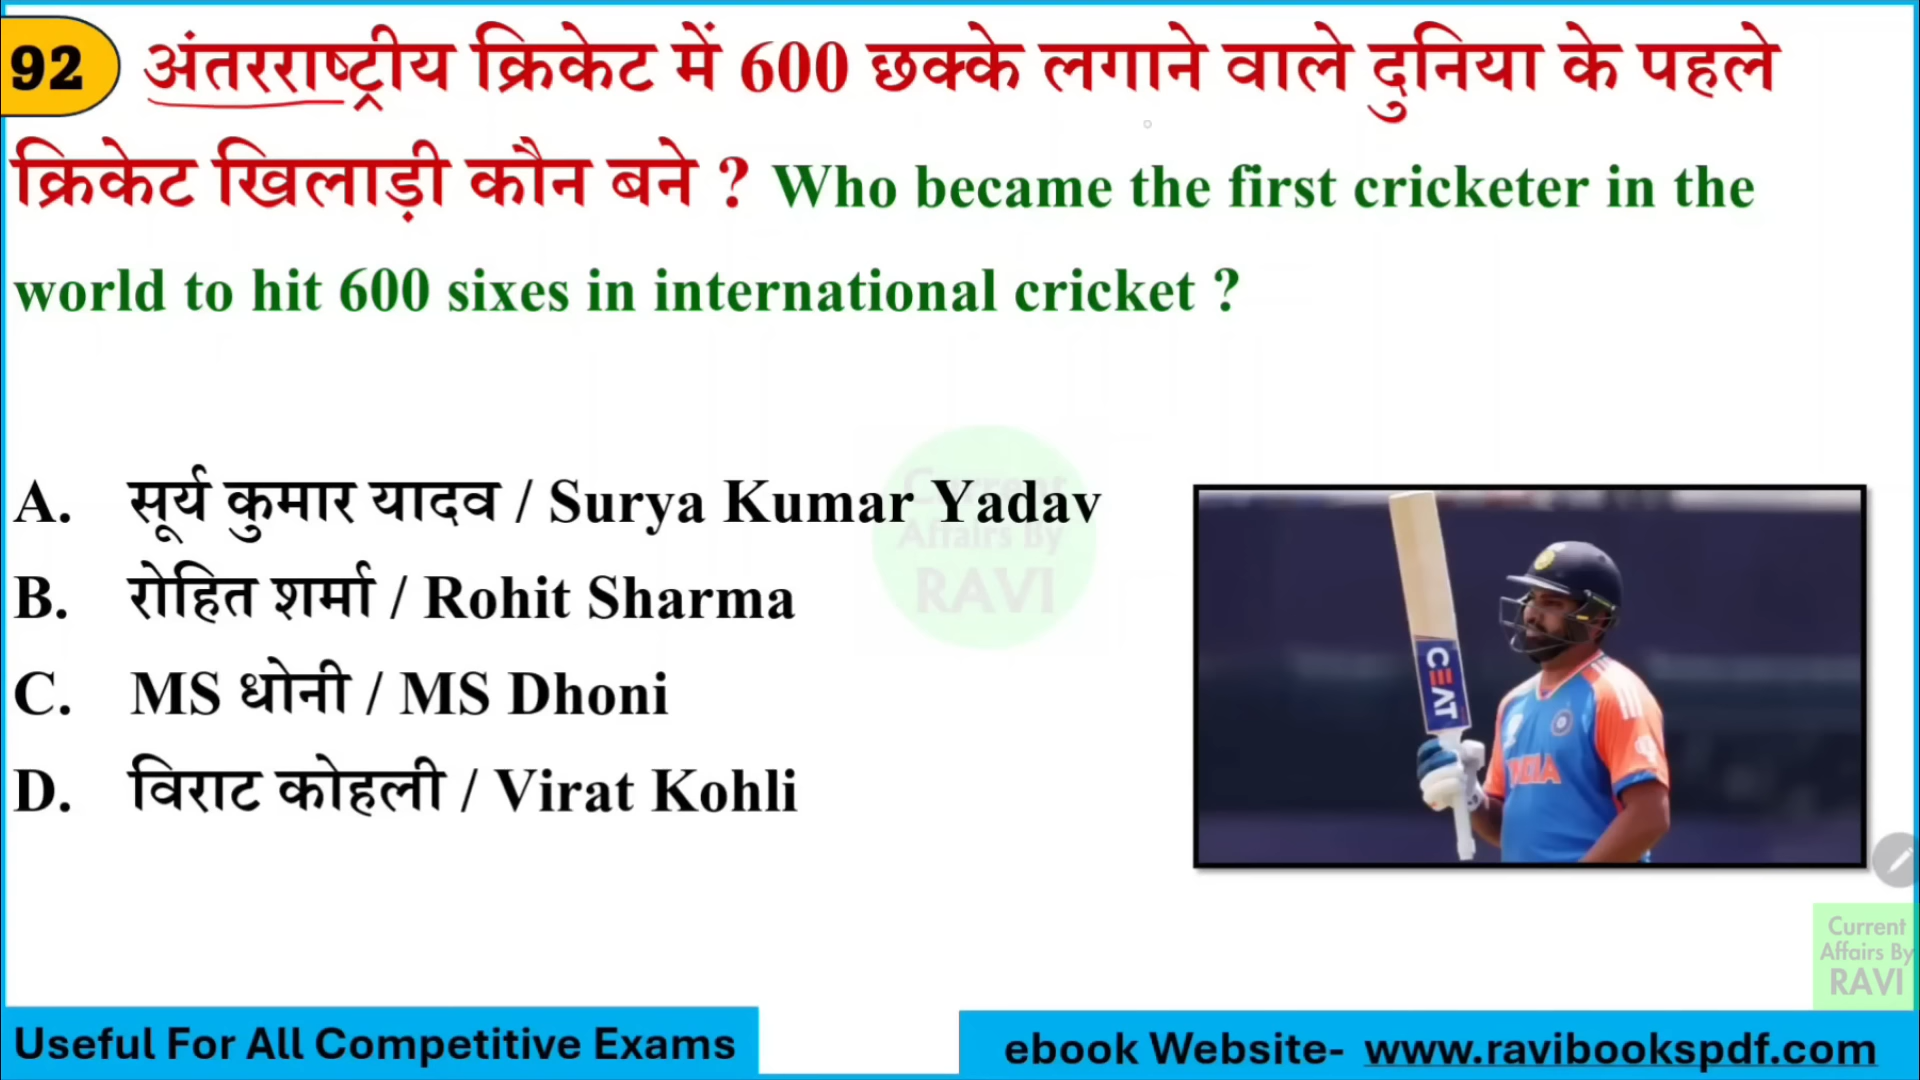 92
अंतरराष्ट्रीय क्रिकेट में 600 छक्के लगाने वाले दुनिया के पहले
क्रिकेट खिलाड़ी कौन बने ? Who became the first cricketer in the
world to hit 600 sixes in international cricket ?
A. सूर्य कुमार यादव / Surya Kumar Yadav
B. रोहित शर्मा / Rohit Sharma
C. MS धोनी / MS Dhoni
D. विराट कोहली / Virat Kohli
Current
Affairs By
RAVI
CEAT
INDIA
Current
Affairs By
RAVI
Useful For All Competitive Exams
ebook Website- www.ravibookspdf.com